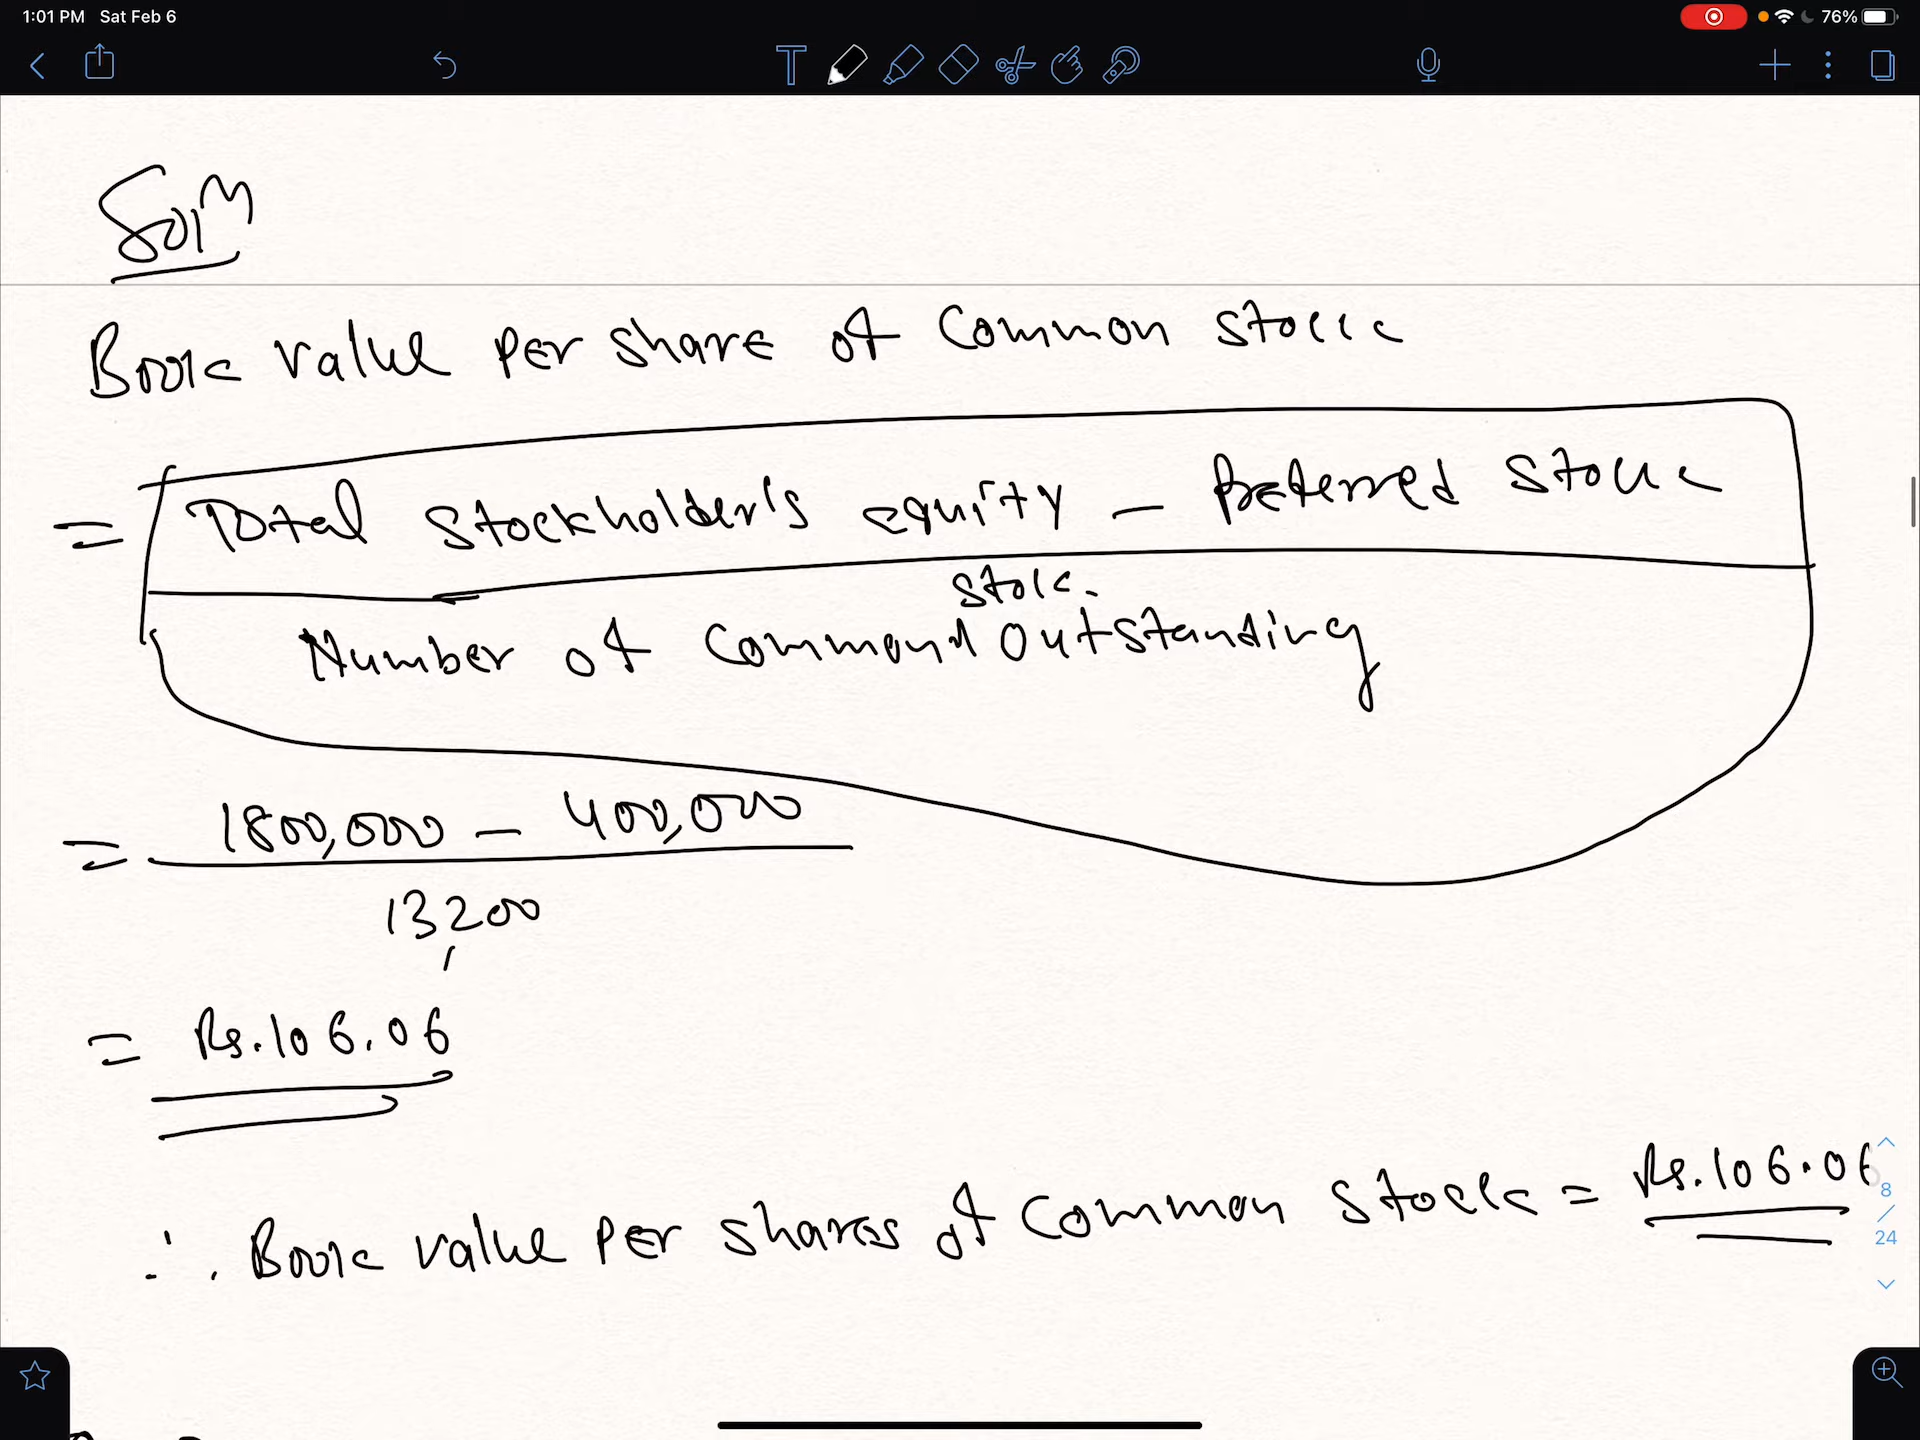 1:01 PM Sat Feb 6
76%
Soln
Book value per share of common stock
= Total stockholder's equity – Preferred stock
stock
Number of common outstanding
= 1800,000 – 400,000
13,200
= Rs.106.06
∴ Book value per shares of common stock = Rs.106.06
8
/
24